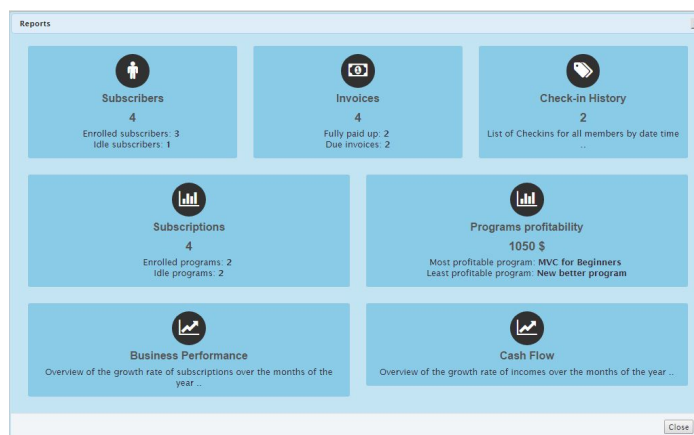 Reports
Subscribers
4
Enrolled subscribers: 3
Idle subscribers: 1
Invoices
4
Fully paid up: 2
Due invoices: 2
Check-in History
2
List of Checkins for all members by date time
..
Subscriptions
4
Enrolled programs: 2
Idle programs: 2
Programs profitability
1050 $
Most profitable program: MVC for Beginners
Least profitable program: New better program
Business Performance
Overview of the growth rate of subscriptions over the months of the
year ..
Cash Flow
Overview of the growth rate of incomes over the months of the year ..
Close